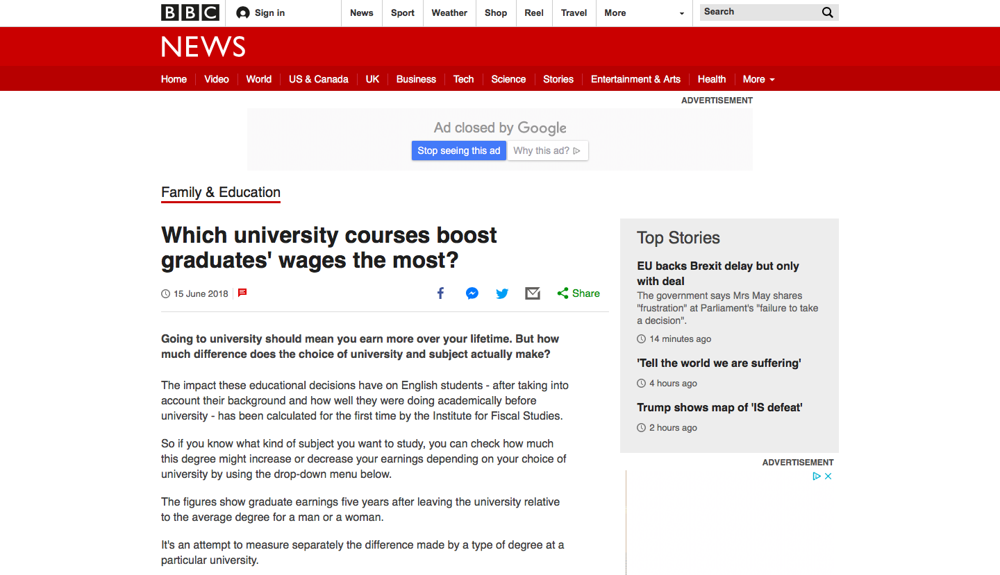 BBC Sign in News Sport Weather Shop Reel Travel More Search
NEWS
Home Video World US & Canada UK Business Tech Science Stories Entertainment & Arts Health More
ADVERTISEMENT
Ad closed by Google
Stop seeing this ad Why this ad?
Family & Education
Which university courses boost
graduates' wages the most?
15 June 2018
Share
Going to university should mean you earn more over your lifetime. But how
much difference does the choice of university and subject actually make?
The impact these educational decisions have on English students - after taking into
account their background and how well they were doing academically before
university - has been calculated for the first time by the Institute for Fiscal Studies.
So if you know what kind of subject you want to study, you can check how much
this degree might increase or decrease your earnings depending on your choice of
university by using the drop-down menu below.
The figures show graduate earnings five years after leaving the university relative
to the average degree for a man or a woman.
It's an attempt to measure separately the difference made by a type of degree at a
particular university.
Top Stories
EU backs Brexit delay but only
with deal
The government says Mrs May shares
"frustration" at Parliament's "failure to take
a decision".
14 minutes ago
'Tell the world we are suffering'
4 hours ago
Trump shows map of 'IS defeat'
2 hours ago
ADVERTISEMENT